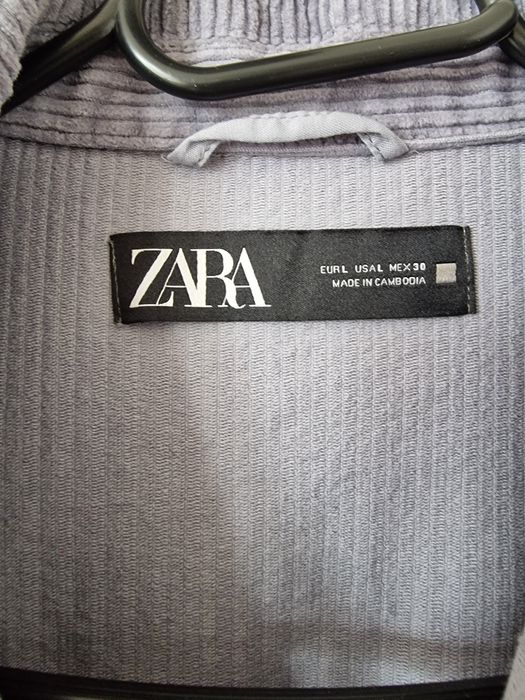 ZARA
EUR L USA L MEX 30
MADE IN CAMBODIA